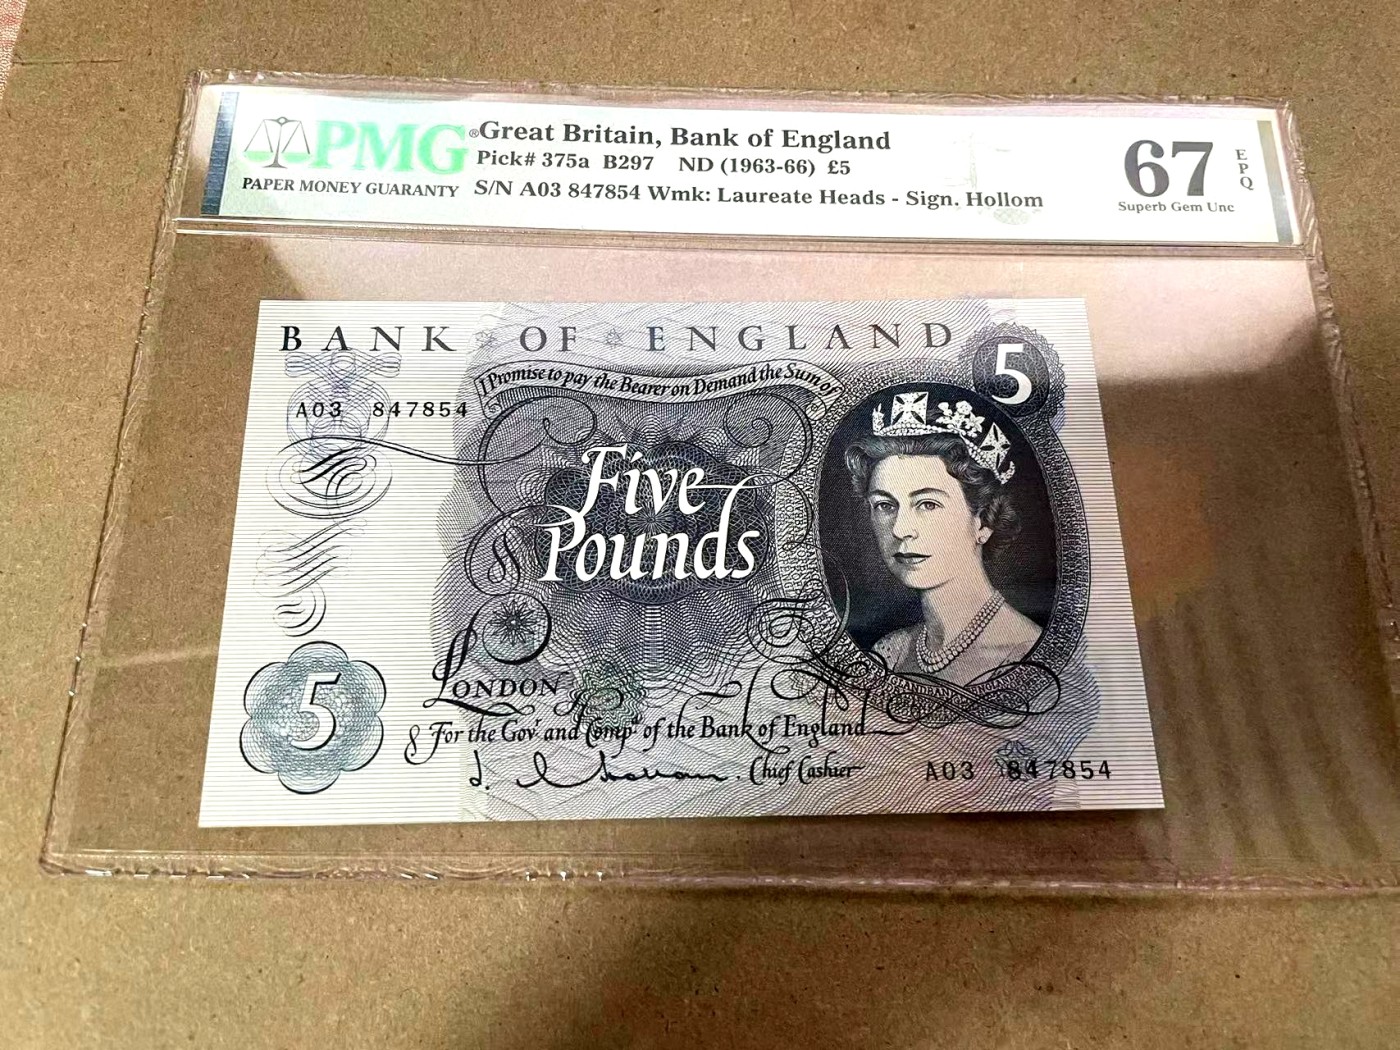 PMG®
PAPER MONEY GUARANTY
Great Britain, Bank of England
Pick# 375a B297 ND (1963-66) £5
S/N A03 847854 Wmk: Laureate Heads - Sign. Hollom
67
EPQ
Superb Gem Unc
BANK OF ENGLAND
5
I Promise to pay the Bearer on Demand the Sum of
A03 847854
Five
Pounds
5
LONDON
For the Govr and Compa of the Bank of England
Chief Cashier
A03 847854